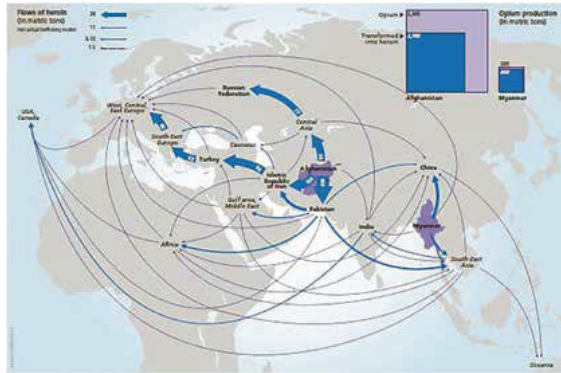 Flows of heroin
(in metric tons)
Opium production
(in metric tons)
Opium
Transformed
into heroin
Afghanistan
Myanmar
USA,
Canada
West, Central,
East Europe
Russian
Federation
South-East
Europe
Caucasus
Central
Asia
Turkey
Islamic
Republic
of Iran
Afghanistan
China
Gulf area,
Middle East
Pakistan
India
Myanmar
Africa
South-East
Asia
Oceania